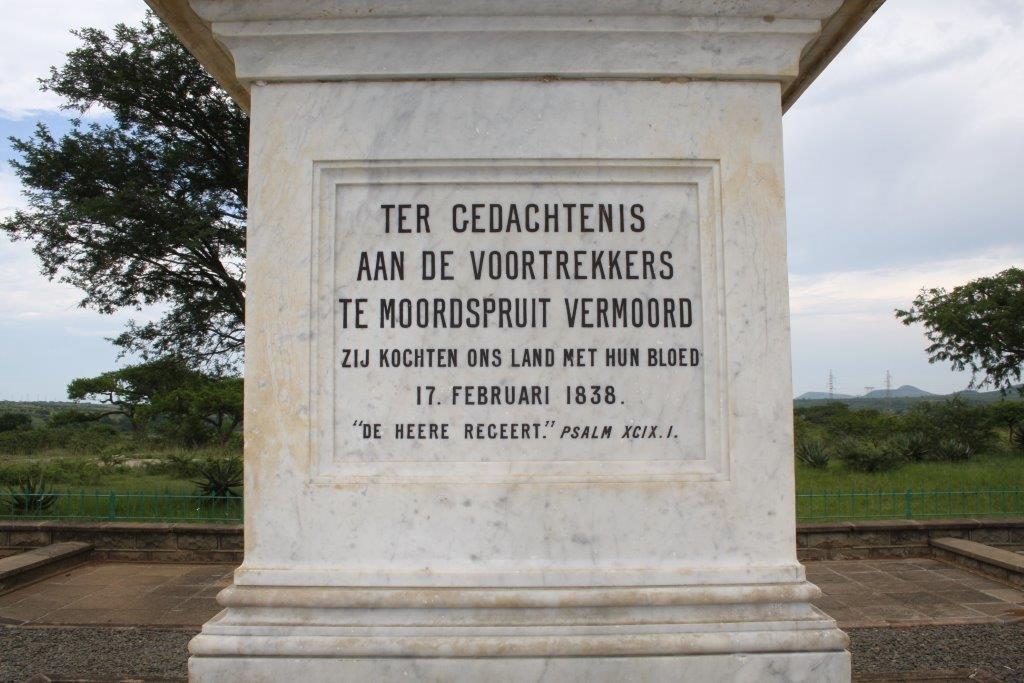 TER GEDACHTENIS
AAN DE VOORTREKKERS
TE MOORDSPRUIT VERMOORD
ZIJ KOCHTEN ONS LAND MET HUN BLOED
17. FEBRUARI 1838.
"DE HEERE REGEERT." PSALM XCIX.1.